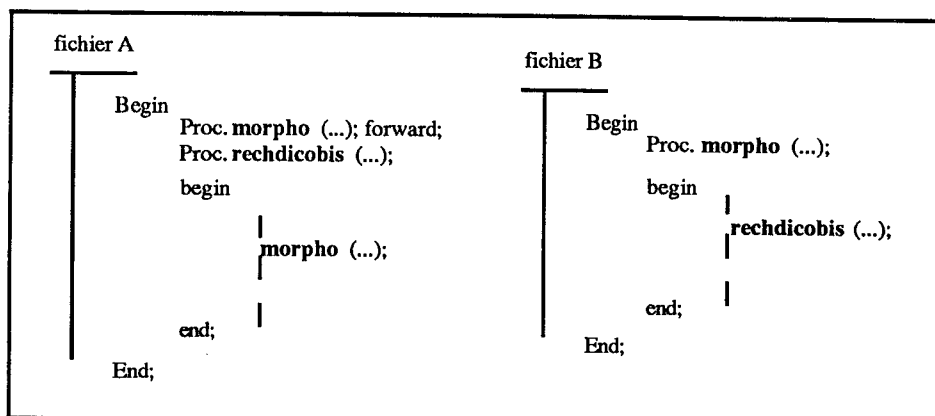 fichier A
Begin
Proc. morpho (...); forward;
Proc. rechdicobis (...);
begin
morpho (...);
end;
End;
fichier B
Begin
Proc. morpho (...);
begin
rechdicobis (...);
end;
End;